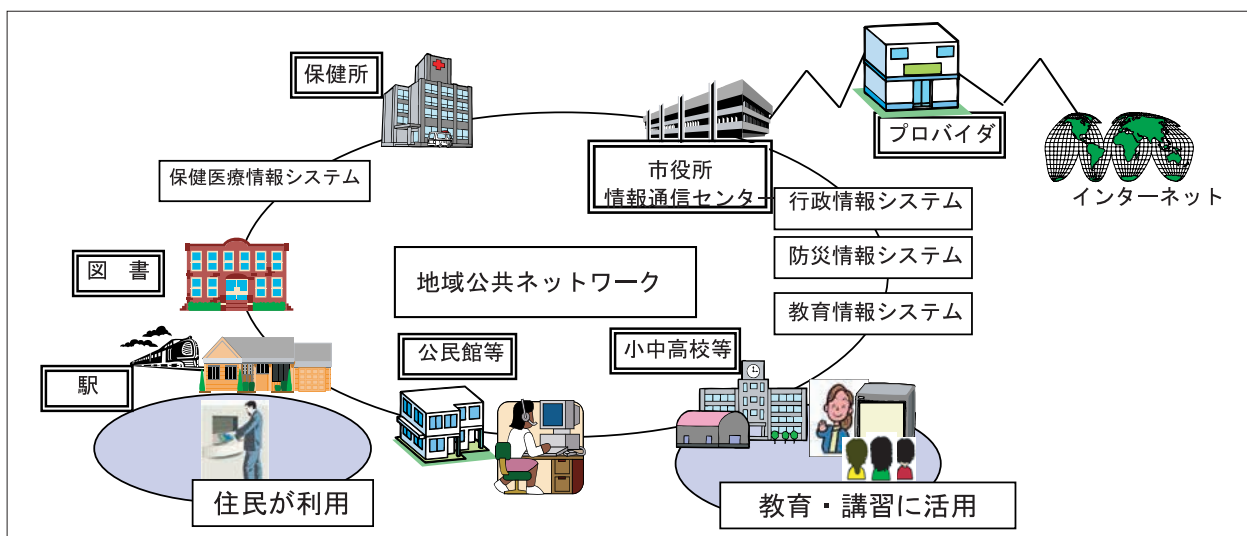 保健所
プロバイダ
市役所
情報通信センター
インターネット
保健医療情報システム
行政情報システム
図　書
防災情報システム
地域公共ネットワーク
教育情報システム
公民館等
小中高校等
駅
住民が利用
教育・講習に活用